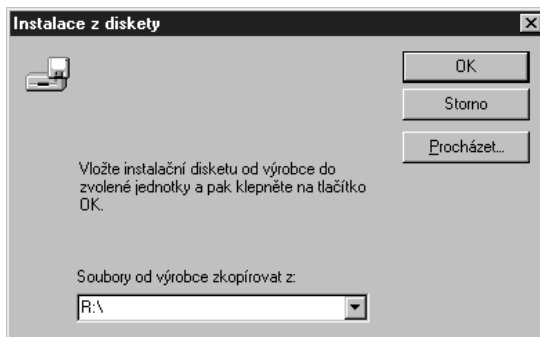 Instalace z diskety
OK
Storno
Procházet...
Vložte instalační disketu od výrobce do
zvolené jednotky a pak klepněte na tlačítko
OK.
Soubory od výrobce zkopírovat z:
R:\